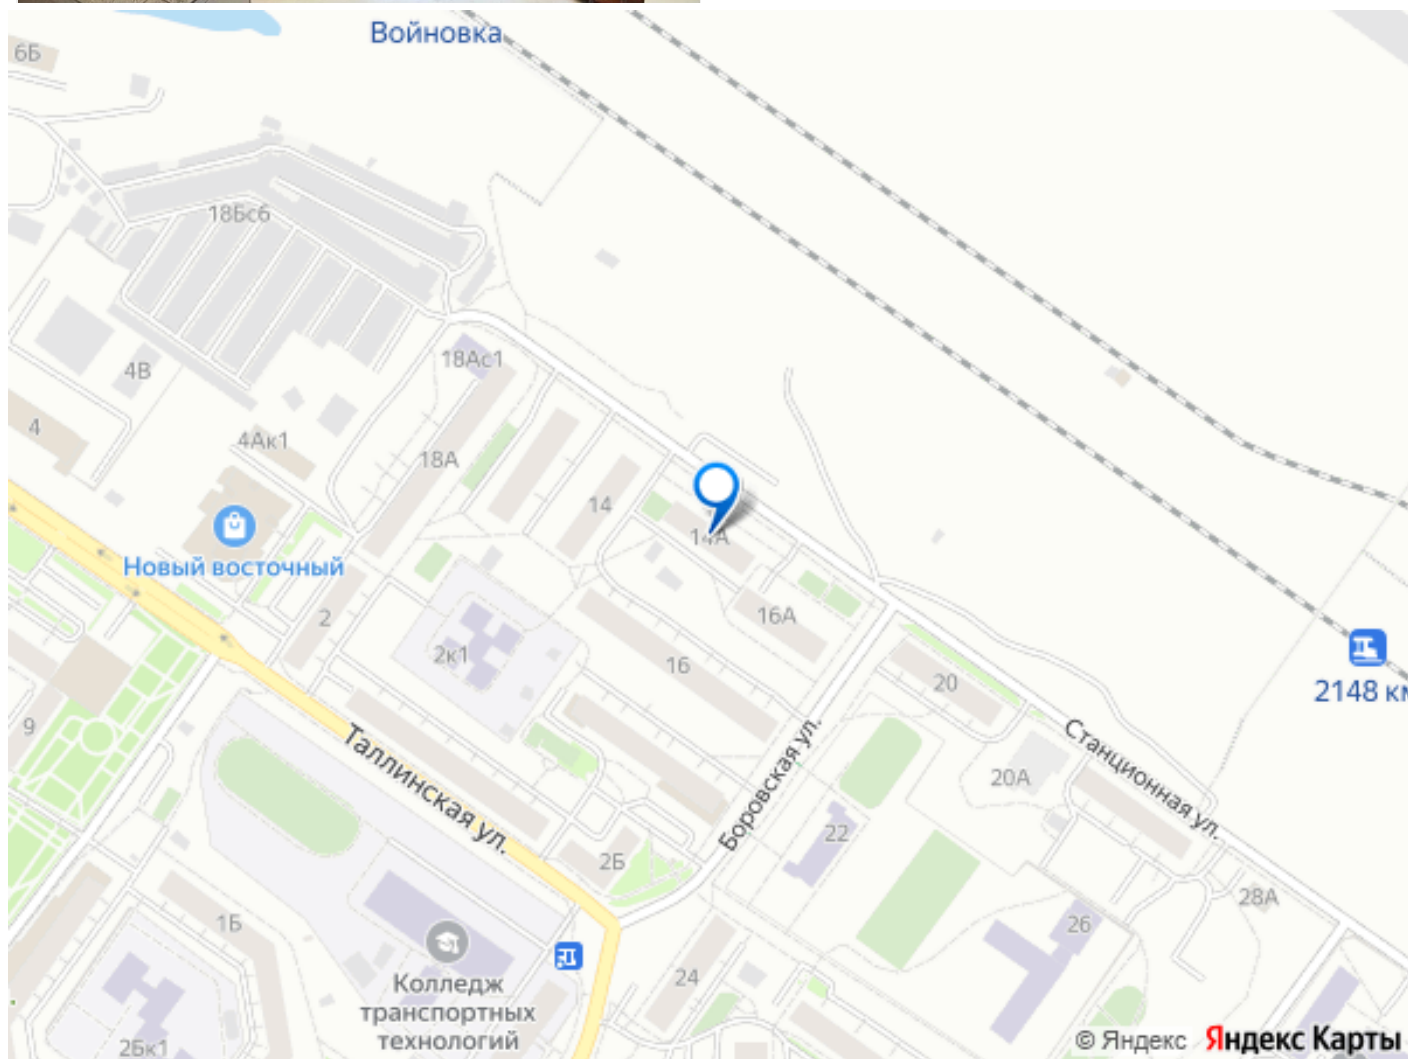 Войновка
6Б
18Бс6
18Ас1
4В
4
4Ак1
18А
14
14А
Новый восточный
2
16А
2к1
16
20
2148 км
9
Таллинская ул.
Боровская ул.
Станционная ул.
20А
22
2Б
28А
1Б
26
24
Колледж
транспортных
технологий
2Бк1
© Яндекс Яндекс Карты